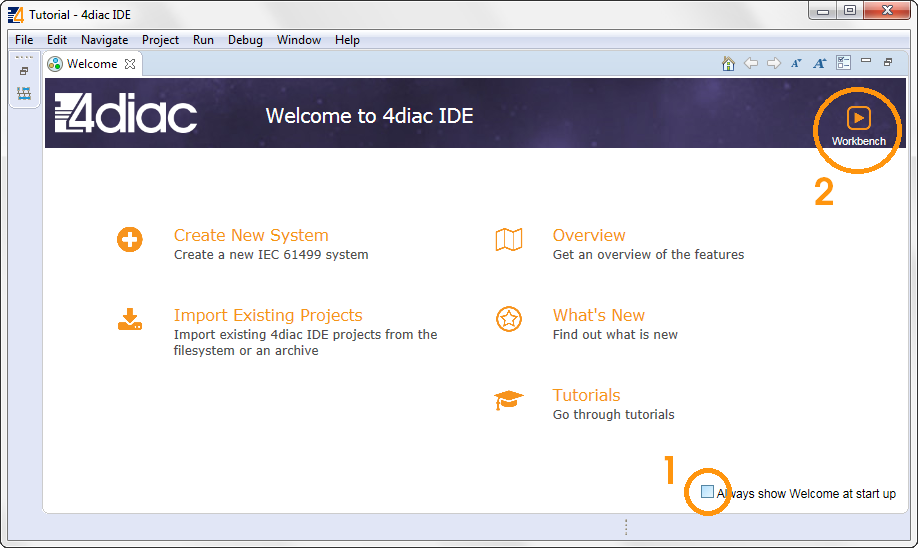 Tutorial - 4diac IDE
File Edit Navigate Project Run Debug Window Help
Welcome
4diac
Welcome to 4diac IDE
Workbench
2
Create New System
Create a new IEC 61499 system
Overview
Get an overview of the features
Import Existing Projects
Import existing 4diac IDE projects from the
filesystem or an archive
What's New
Find out what is new
Tutorials
Go through tutorials
1
Always show Welcome at start up